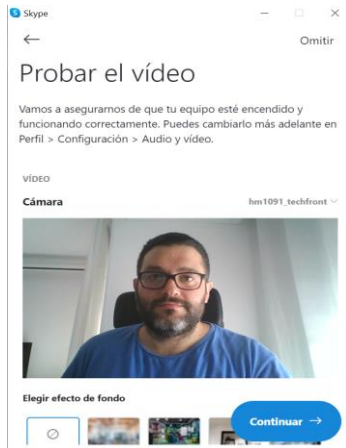 Skype
Omitir
Probar el vídeo
Vamos a asegurarnos de que tu equipo esté encendido y
funcionando correctamente. Puedes cambiarlo más adelante en
Perfil > Configuración > Audio y vídeo.
VÍDEO
Cámara hm1091_techfront
Elegir efecto de fondo
Continuar →